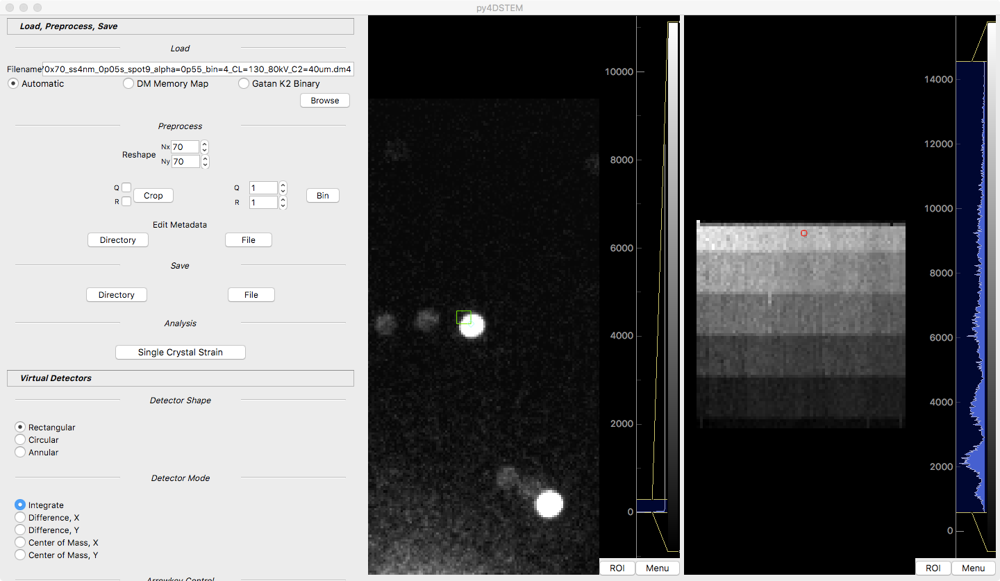 py4DSTEM
Load, Preprocess, Save
Load
Filename 0x70_ss4nm_0p05s_spot9_alpha=0p55_bin=4_CL=130_80kV_C2=40um.dm4
Automatic DM Memory Map Gatan K2 Binary
Browse
Preprocess
Reshape Nx 70
Ny 70
Q Crop Q 1 Bin
R R 1
Edit Metadata
Directory File
Save
Directory File
Analysis
Single Crystal Strain
Virtual Detectors
Detector Shape
Rectangular
Circular
Annular
Detector Mode
Integrate
Difference, X
Difference, Y
Center of Mass, X
Center of Mass, Y
Arrowkey Control
10000
8000
6000
4000
2000
0
ROI Menu
14000
12000
10000
8000
6000
4000
2000
0
ROI Menu